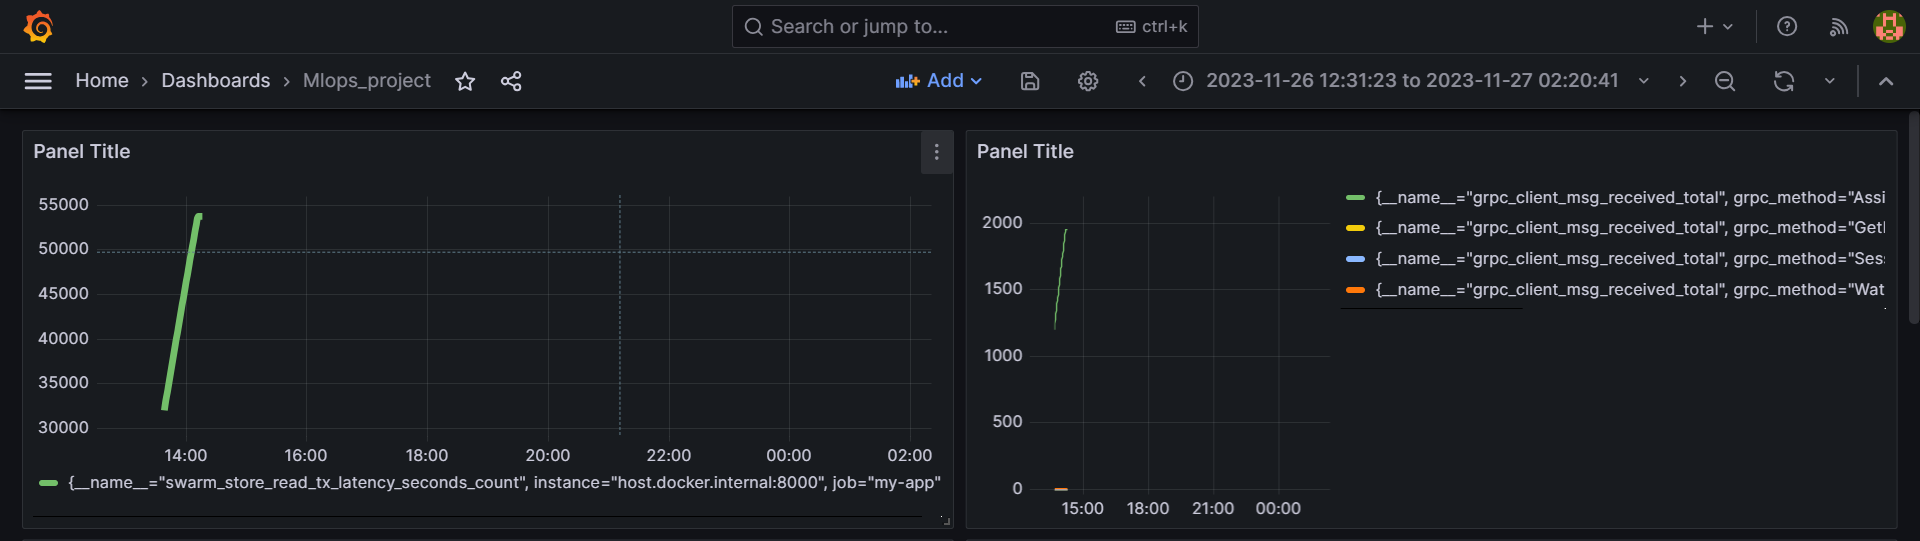 Search or jump to...
ctrl+k
Home › Dashboards › Mlops_project
Add
2023-11-26 12:31:23 to 2023-11-27 02:20:41
Panel Title
55000
50000
45000
40000
35000
30000
14:00 16:00 18:00 20:00 22:00 00:00 02:00
{__name__="swarm_store_read_tx_latency_seconds_count", instance="host.docker.internal:8000", job="my-app"
Panel Title
2000
1500
1000
500
0
15:00 18:00 21:00 00:00
{__name__="grpc_client_msg_received_total", grpc_method="Assi
{__name__="grpc_client_msg_received_total", grpc_method="Get
{__name__="grpc_client_msg_received_total", grpc_method="Ses
{__name__="grpc_client_msg_received_total", grpc_method="Wat